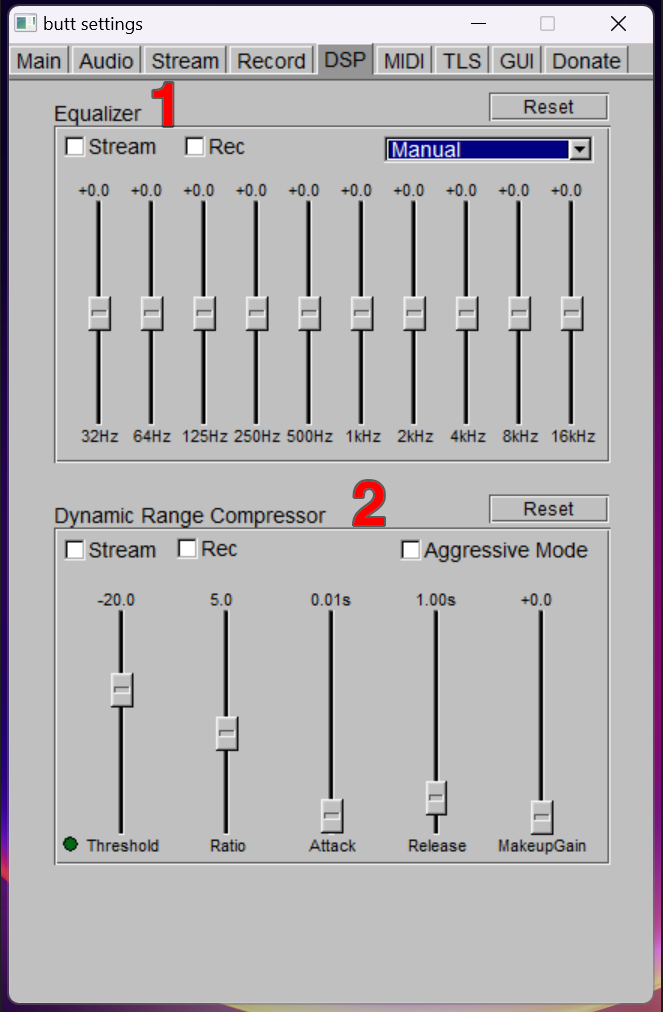 butt settings
Main Audio Stream Record DSP MIDI TLS GUI Donate
Equalizer 1 Reset
Stream Rec Manual
+0.0 +0.0 +0.0 +0.0 +0.0 +0.0 +0.0 +0.0 +0.0 +0.0
32Hz 64Hz 125Hz 250Hz 500Hz 1kHz 2kHz 4kHz 8kHz 16kHz
Dynamic Range Compressor 2 Reset
Stream Rec Aggressive Mode
-20.0 5.0 0.01s 1.00s +0.0
Threshold Ratio Attack Release MakeupGain